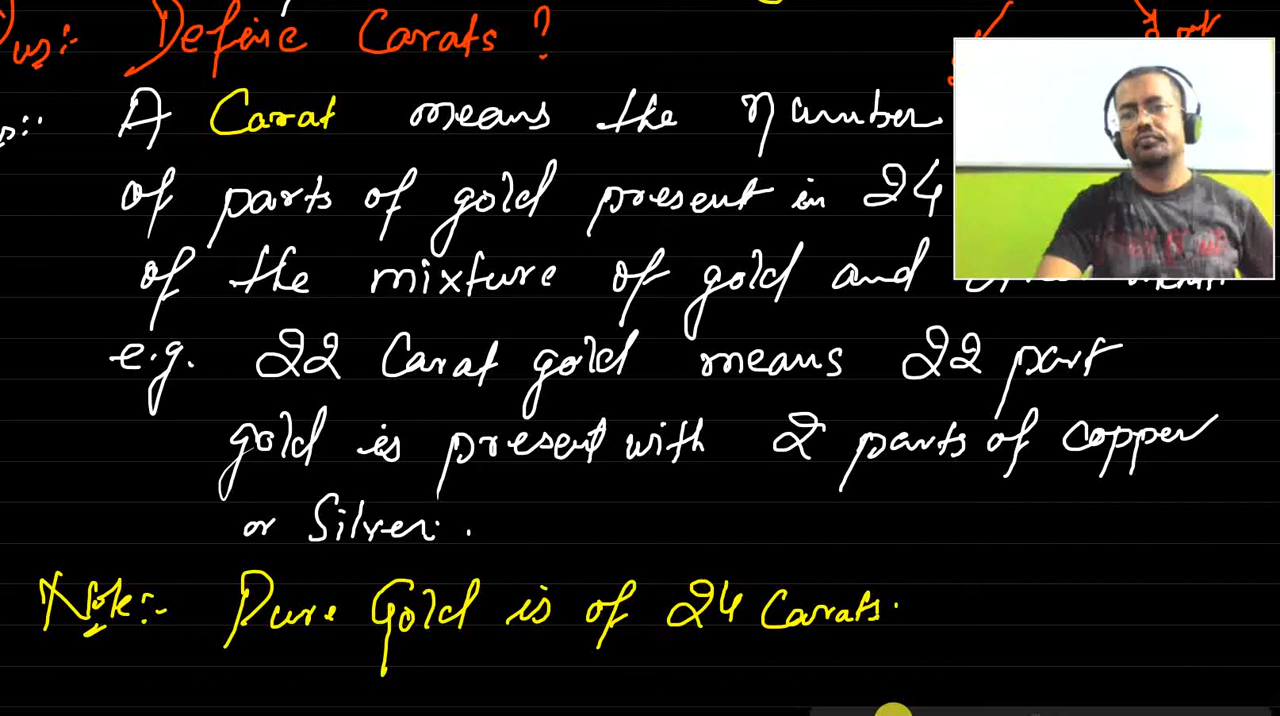 Ques:- Define Carats?
A Carat means the number
of parts of gold present in 24
of the mixture of gold and
e.g. 22 Carat gold means 22 part
gold is present with 2 parts of copper
or Silver.
Note:- Pure Gold is of 24 Carats.